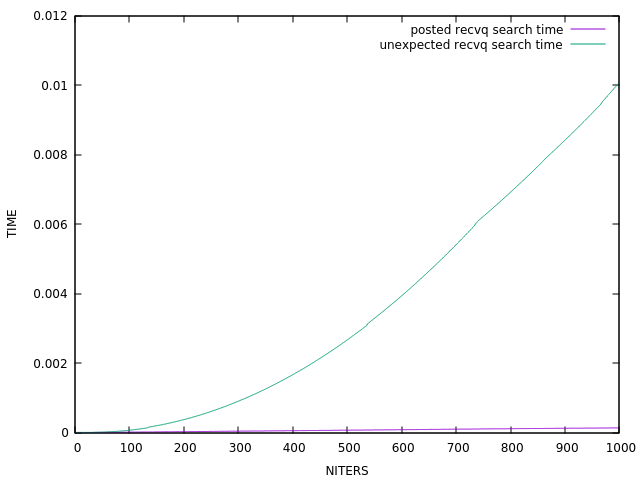 0.012
posted recvq search time
unexpected recvq search time
0.01
0.008
TIME
0.006
0.004
0.002
0
0 100 200 300 400 500 600 700 800 900 1000
NITERS